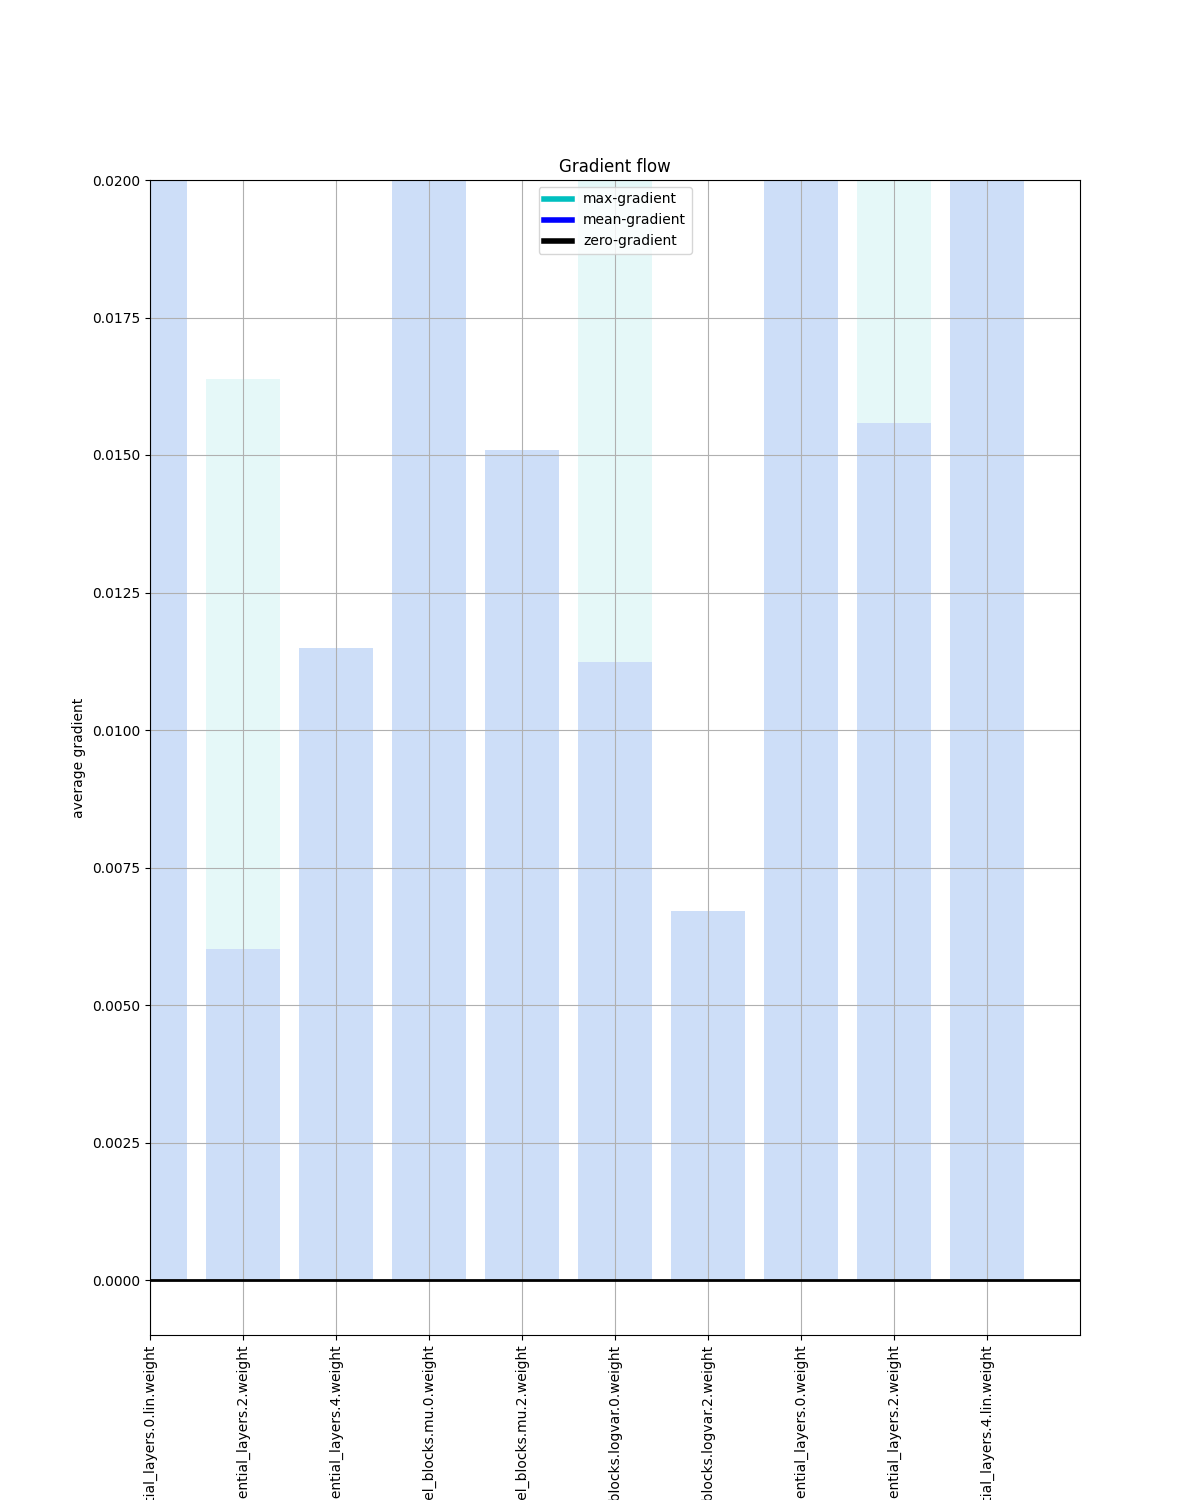 Gradient flow
max-gradient
mean-gradient
zero-gradient
0.0200
0.0175
0.0150
0.0125
0.0100
0.0075
0.0050
0.0025
0.0000
average gradient
tial_layers.0.lin.weight
ential_layers.2.weight
ential_layers.4.weight
el_blocks.mu.0.weight
el_blocks.mu.2.weight
blocks.logvar.0.weight
blocks.logvar.2.weight
ential_layers.0.weight
ential_layers.2.weight
tial_layers.4.lin.weight